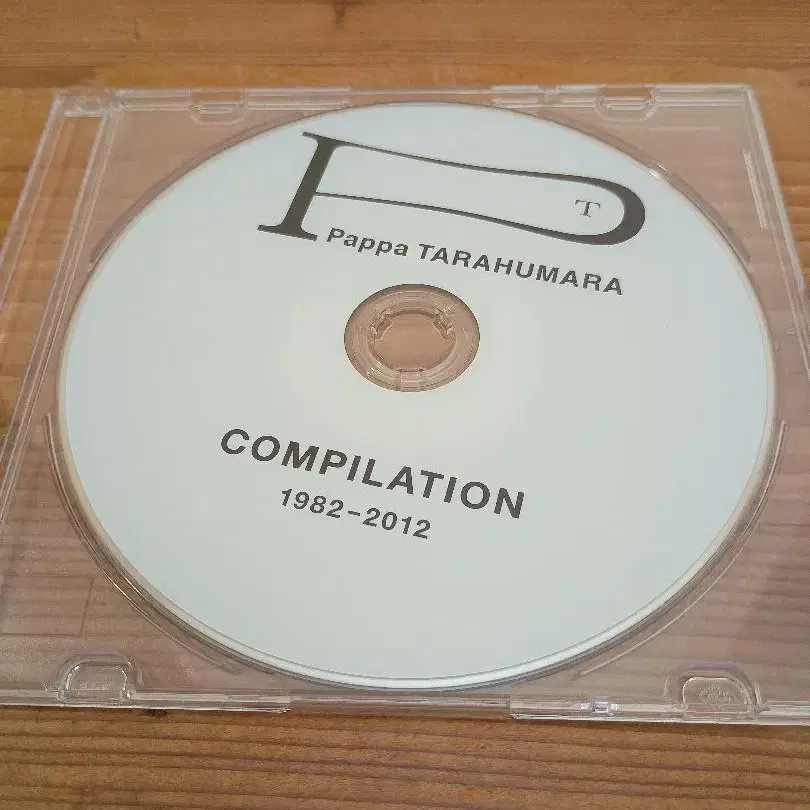 P T
Pappa TARAHUMARA
COMPILATION
1982-2012